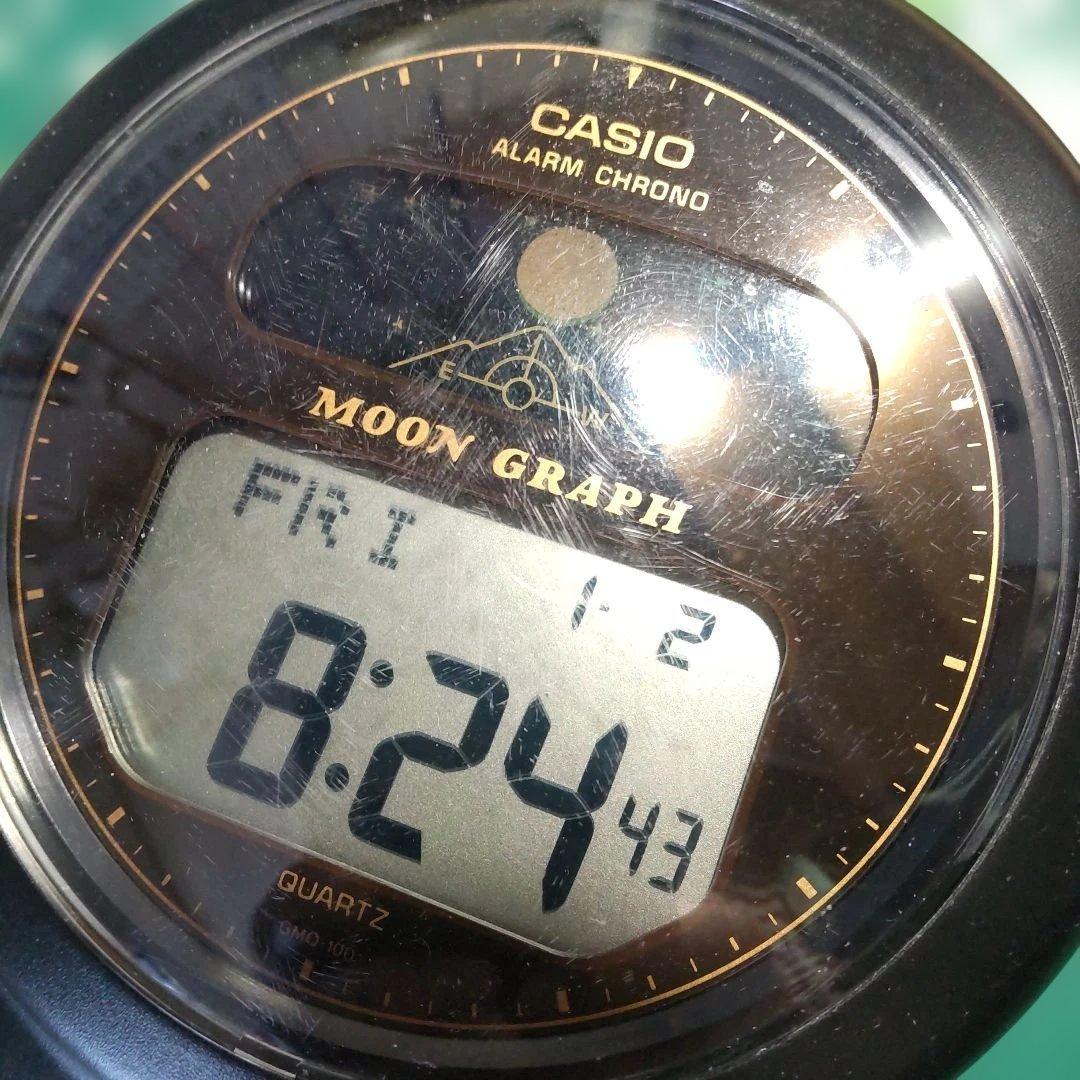 CASIO
ALARM CHRONO
E W
MOON GRAPH
FRI
1-2
8:24 43
QUARTZ
GMO 100